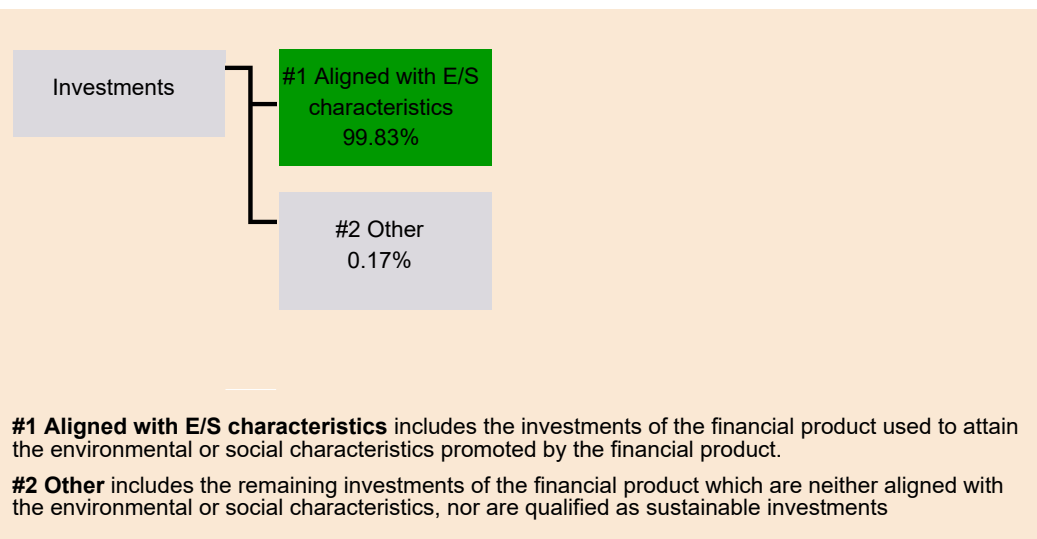 Investments
#1 Aligned with E/S
characteristics
99.83%
#2 Other
0.17%
#1 Aligned with E/S characteristics includes the investments of the financial product used to attain
the environmental or social characteristics promoted by the financial product.
#2 Other includes the remaining investments of the financial product which are neither aligned with
the environmental or social characteristics, nor are qualified as sustainable investments